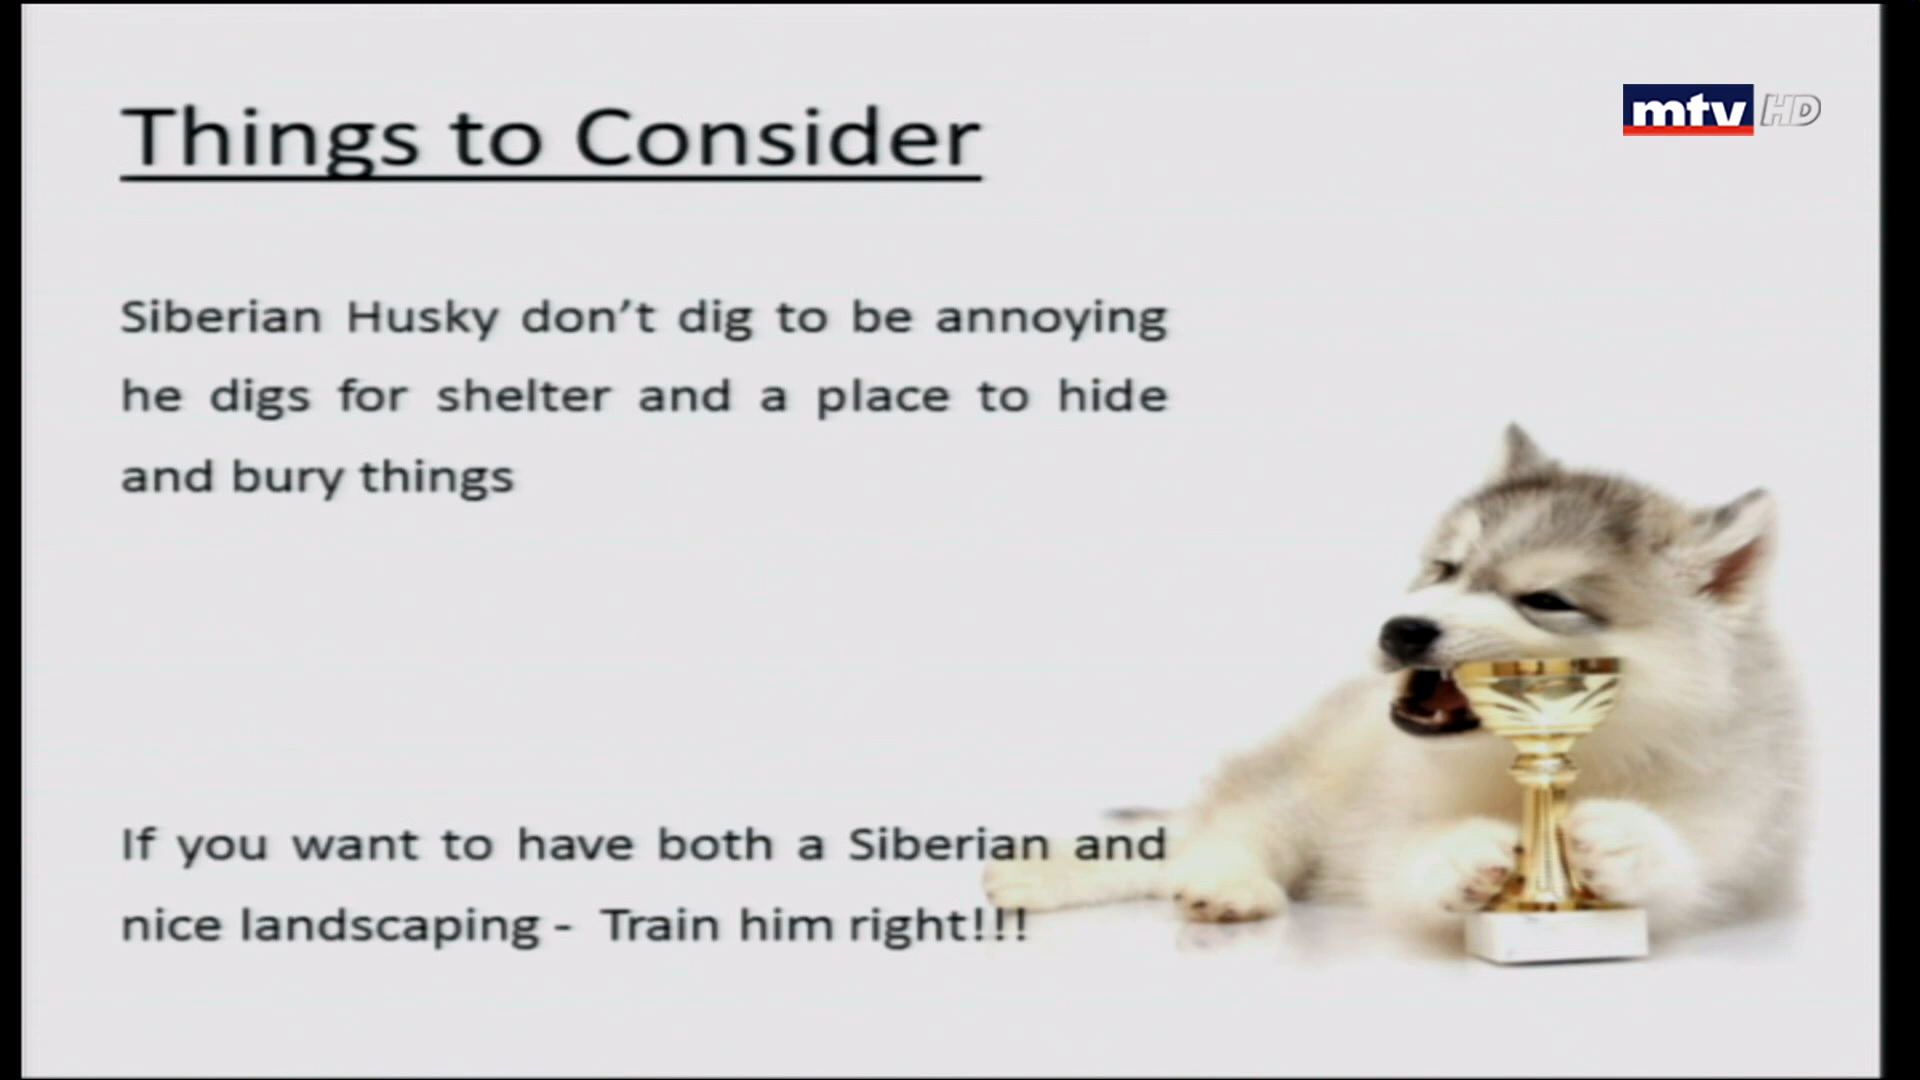 mtv HD
Things to Consider
Siberian Husky don't dig to be annoying
he digs for shelter and a place to hide
and bury things
If you want to have both a Siberian and
nice landscaping - Train him right!!!